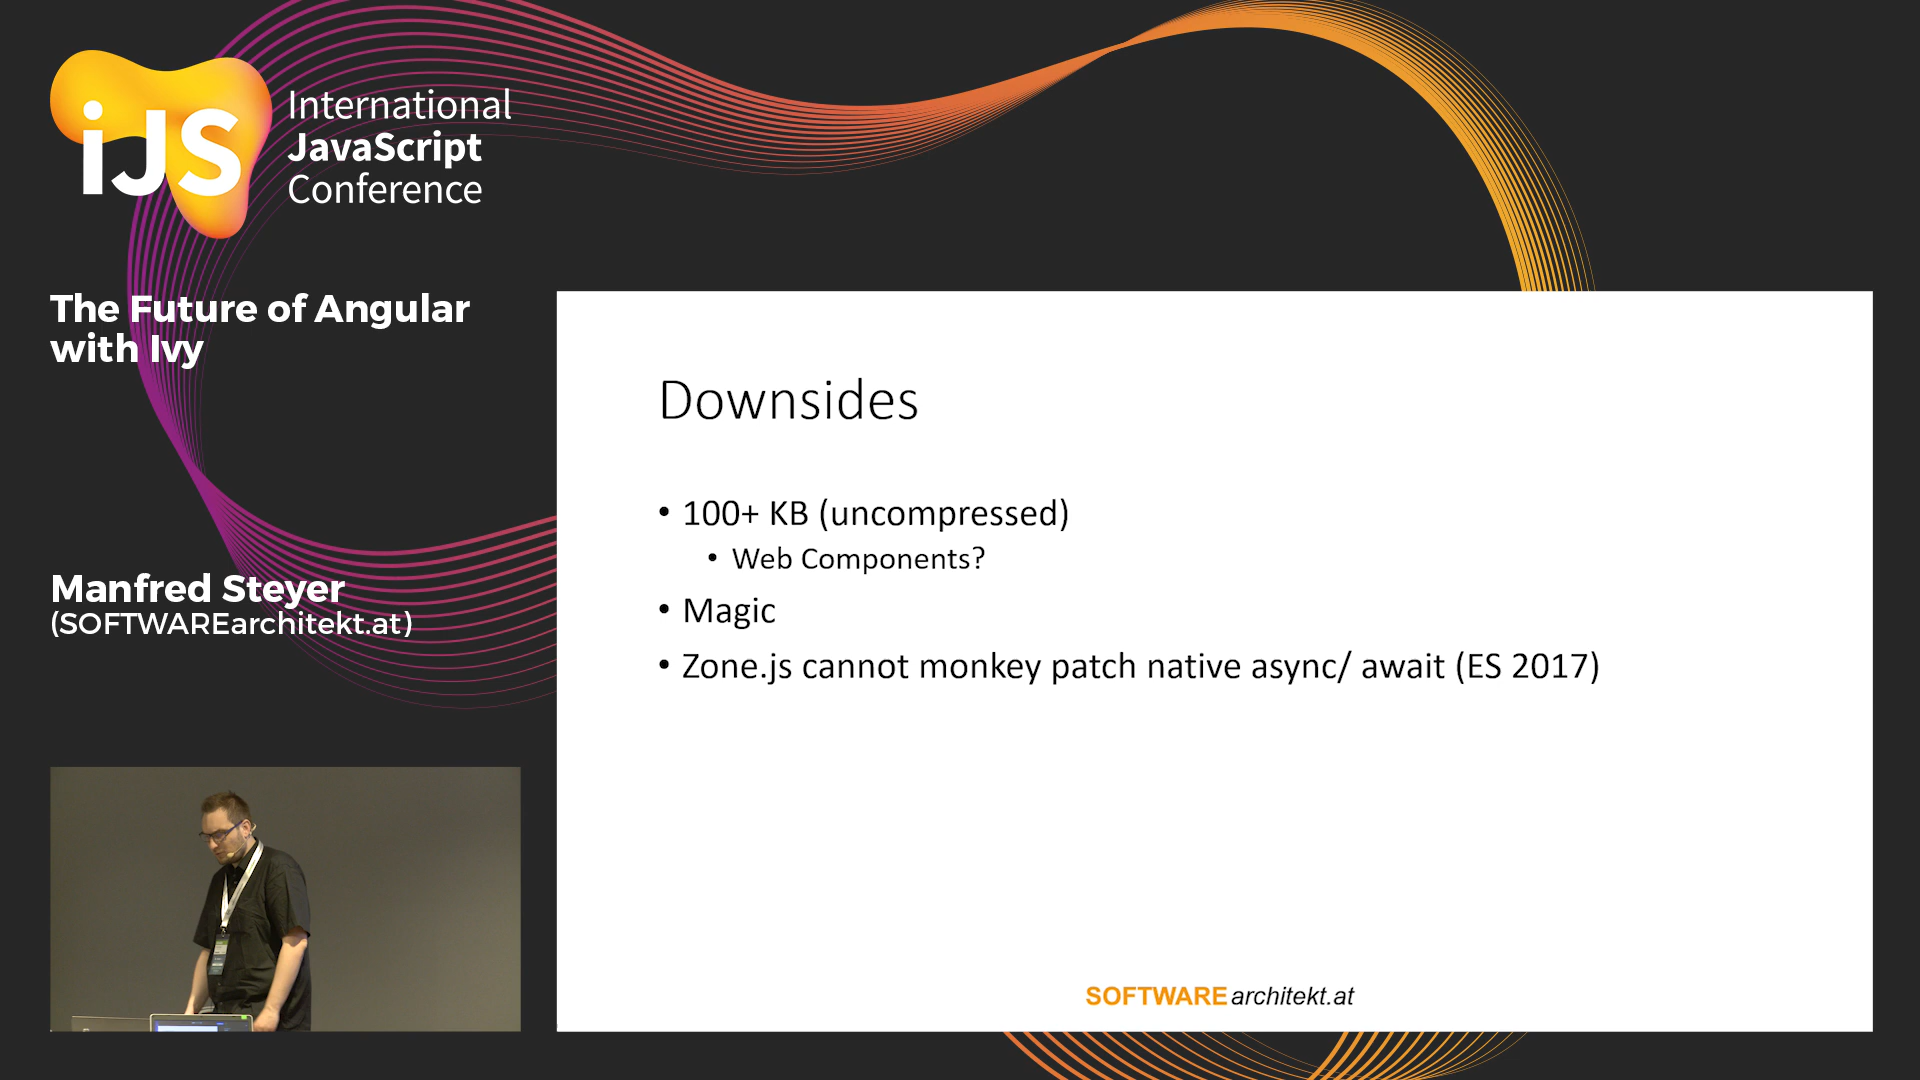 iJS
International
JavaScript
Conference
The Future of Angular
with Ivy
Manfred Steyer
(SOFTWAREarchitekt.at)
Downsides
• 100+ KB (uncompressed)
• Web Components?
• Magic
• Zone.js cannot monkey patch native async/ await (ES 2017)
SOFTWAREarchitekt.at